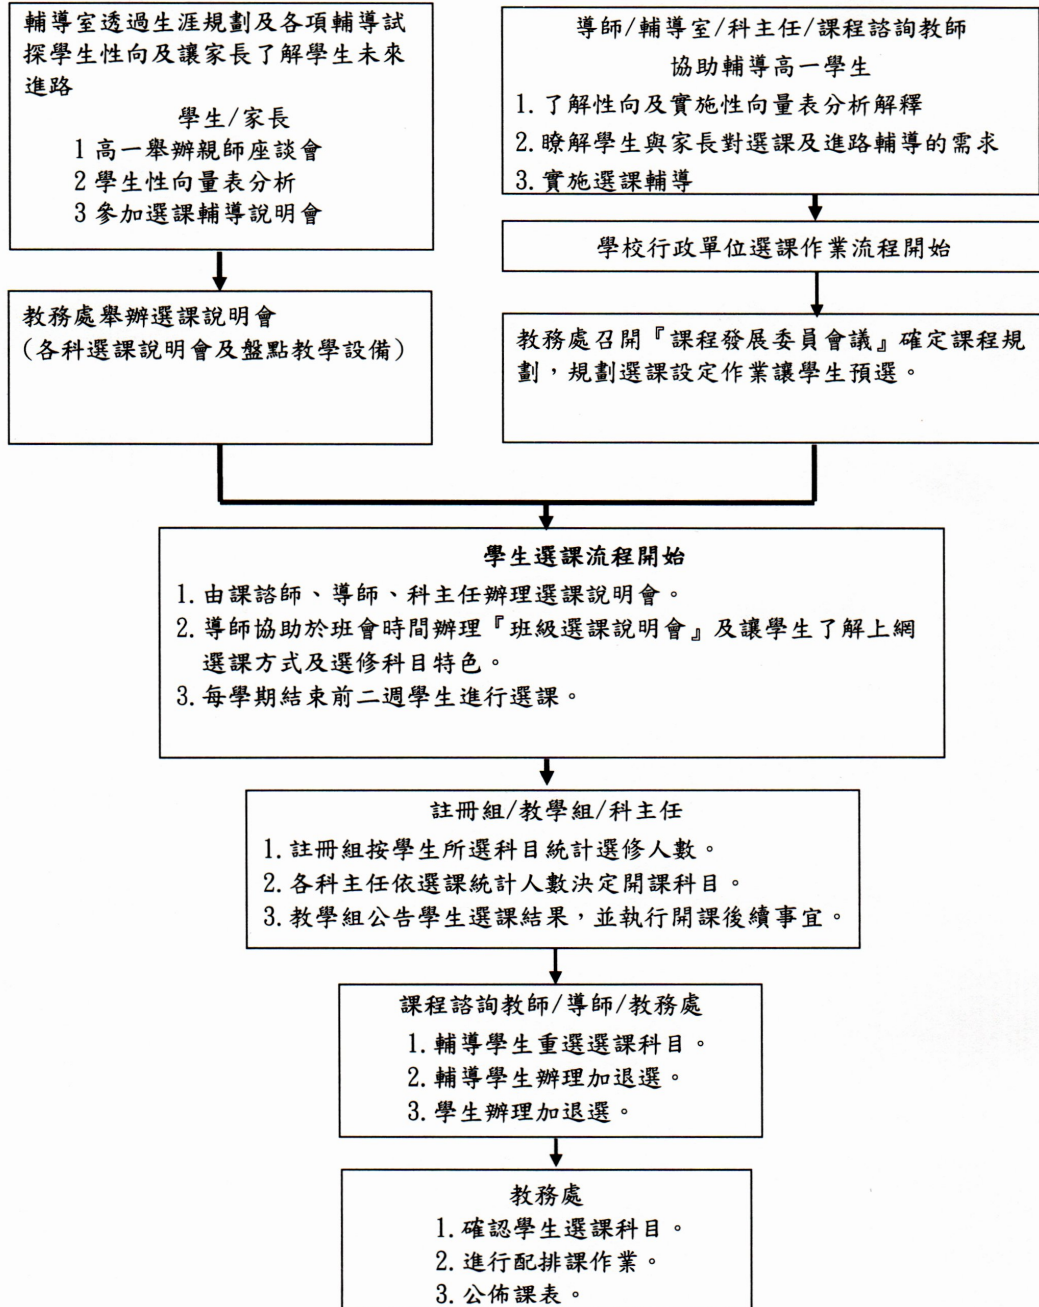 輔導室透過生涯規劃及各項輔導試
探學生性向及讓家長了解學生未來
進路
學生/家長
1 高一舉辦親師座談會
2 學生性向量表分析
3 參加選課輔導說明會
教務處舉辦選課說明會
(各科選課說明會及盤點教學設備)
導師/輔導室/科主任/課程諮詢教師
協助輔導高一學生
1. 了解性向及實施性向量表分析解釋
2. 瞭解學生與家長對選課及進路輔導的需求
3. 實施選課輔導
學校行政單位選課作業流程開始
教務處召開『課程發展委員會議』確定課程規
劃，規劃選課設定作業讓學生預選。
學生選課流程開始
1. 由課諮師、導師、科主任辦理選課說明會。
2. 導師協助於班會時間辦理『班級選課說明會』及讓學生了解上網
選課方式及選修科目特色。
3. 每學期結束前二週學生進行選課。
註冊組/教學組/科主任
1. 註冊組按學生所選科目統計選修人數。
2. 各科主任依選課統計人數決定開課科目。
3. 教學組公告學生選課結果，並執行開課後續事宜。
課程諮詢教師/導師/教務處
1. 輔導學生重選選課科目。
2. 輔導學生辦理加退選。
3. 學生辦理加退選。
教務處
1. 確認學生選課科目。
2. 進行配排課作業。
3. 公佈課表。